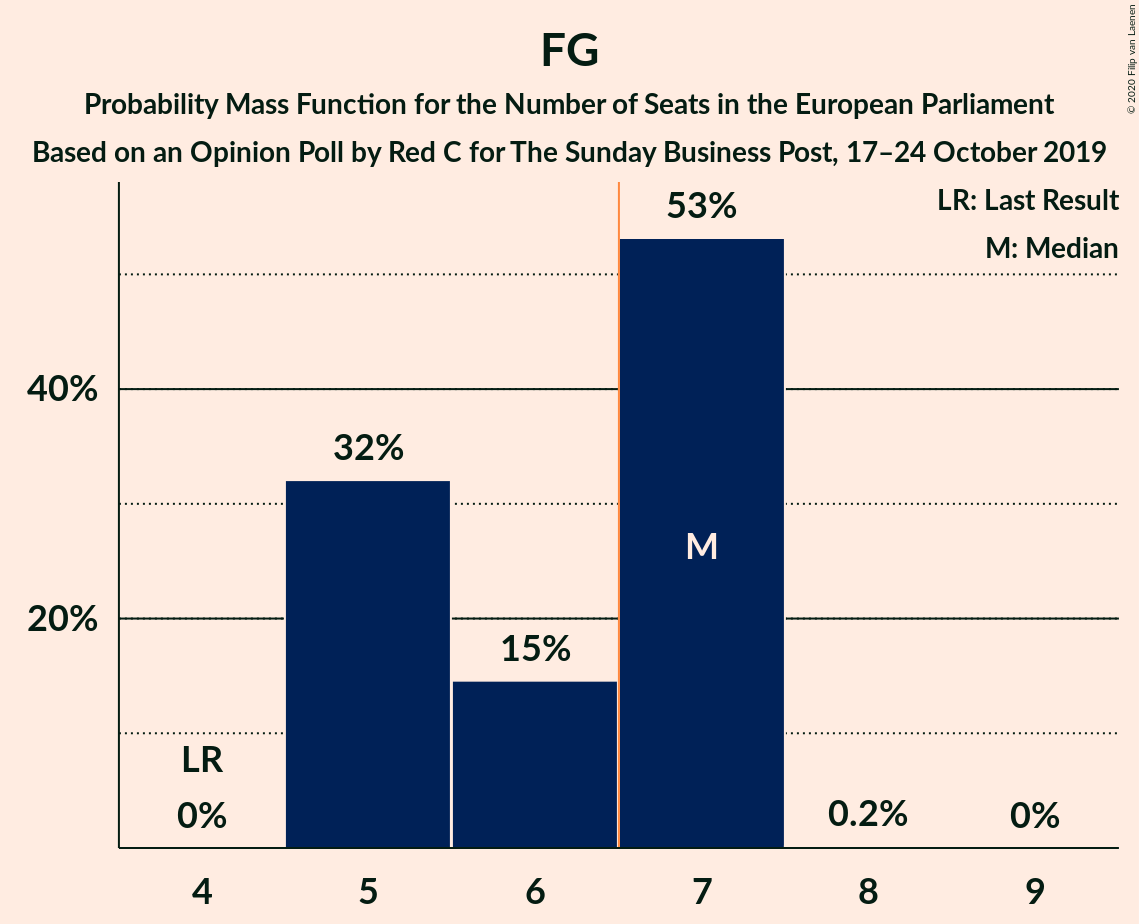 FG
Probability Mass Function for the Number of Seats in the European Parliament
Based on an Opinion Poll by Red C for The Sunday Business Post, 17–24 October 2019
© 2020 Filip van Laenen
LR: Last Result
M: Median
53%
40%
32%
M
20%
15%
LR
0%
0.2%
0%
4 5 6 7 8 9